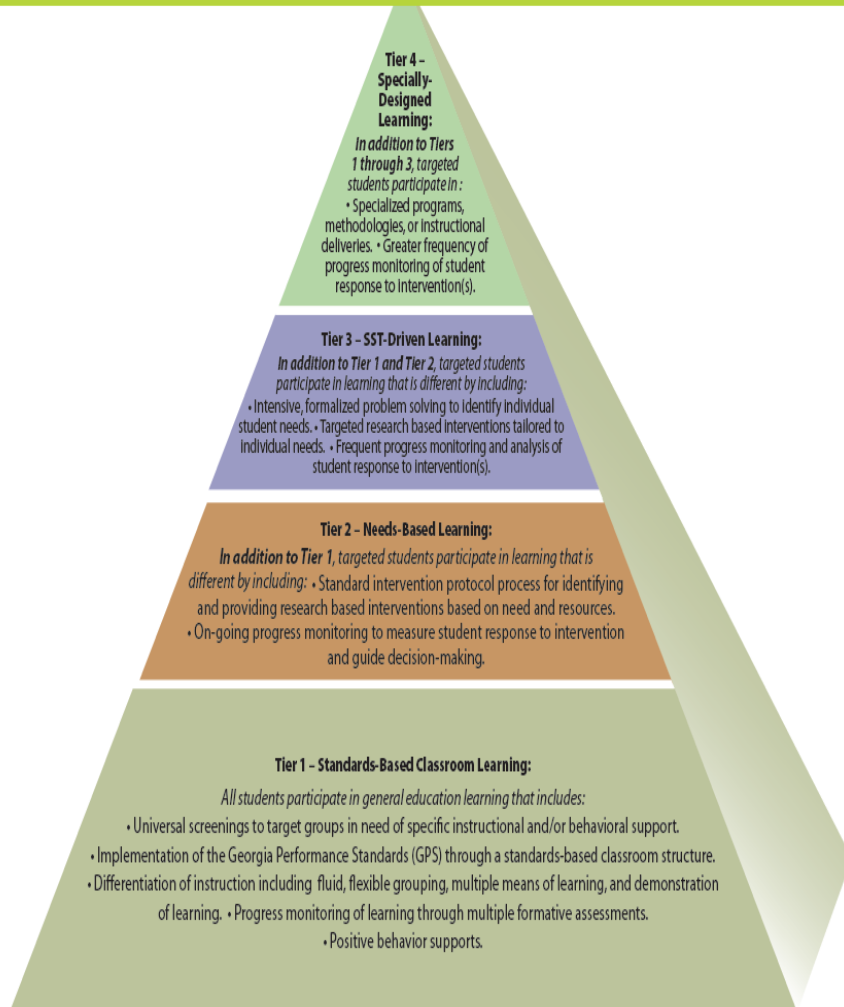 Tier 4 –
Specially-
Designed
Learning:
In addition to Tiers
1 through 3, targeted
students participate in :
• Specialized programs,
methodologies, or instructional
deliveries. • Greater frequency of
progress monitoring of student
response to intervention(s).
Tier 3 – SST-Driven Learning:
In addition to Tier 1 and Tier 2, targeted students
participate in learning that is different by including:
• Intensive, formalized problem solving to identify individual
student needs. • Targeted research based interventions tailored to
individual needs. • Frequent progress monitoring and analysis of
student response to intervention(s).
Tier 2 – Needs-Based Learning:
In addition to Tier 1, targeted students participate in learning that is
different by including: • Standard intervention protocol process for identifying
and providing research based interventions based on need and resources.
• On-going progress monitoring to measure student response to intervention
and guide decision-making.
Tier 1 – Standards-Based Classroom Learning:
All students participate in general education learning that includes:
• Universal screenings to target groups in need of specific instructional and/or behavioral support.
• Implementation of the Georgia Performance Standards (GPS) through a standards-based classroom structure.
• Differentiation of instruction including fluid, flexible grouping, multiple means of learning, and demonstration
of learning. • Progress monitoring of learning through multiple formative assessments.
• Positive behavior supports.